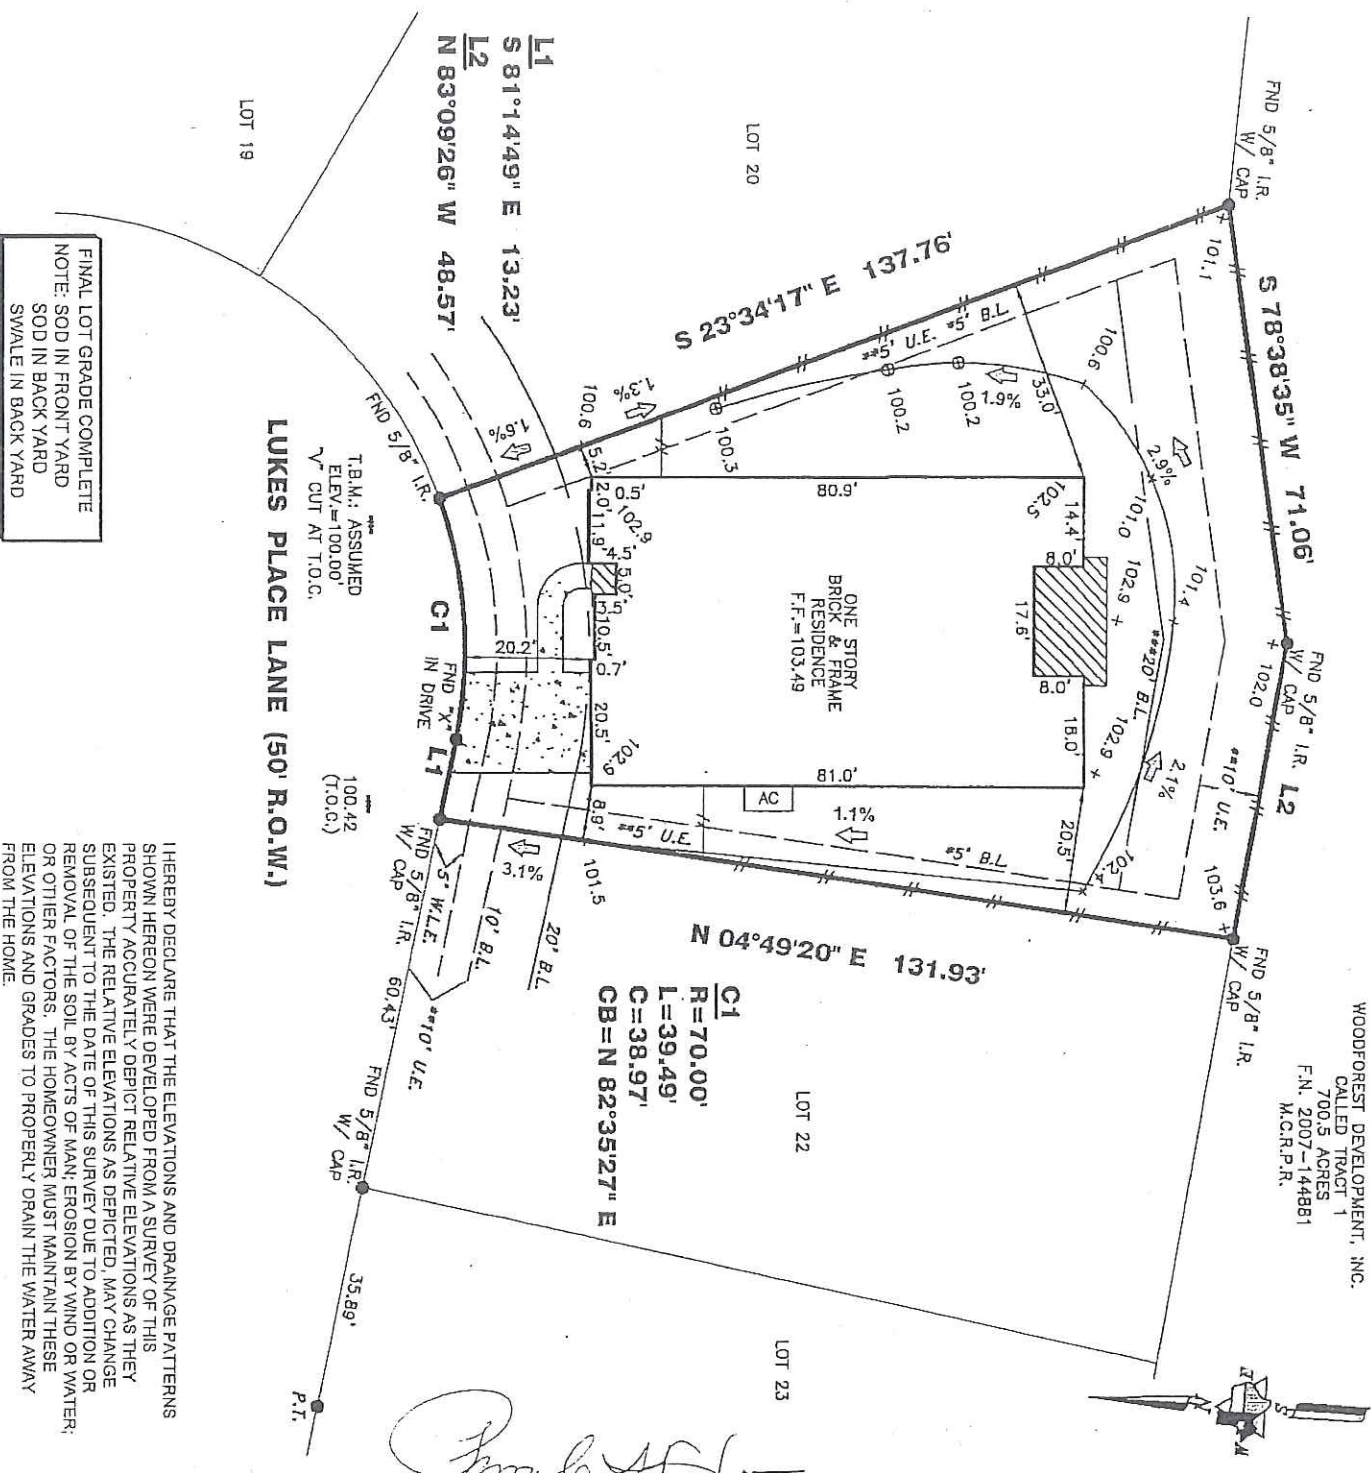 WOODFOREST DEVELOPMENT, INC.
CALLED TRACT 1
700.5 ACRES
F.N. 2007-144881
M.C.R.P.R.
FND 5/8" I.R.
W/ CAP
S 78°38'35" W 71.06'
FND 5/8" I.R.
W/ CAP
L2
FND 5/8" I.R.
W/ CAP
101.1
102.0
103.6
**10' U.E.
LOT 20
S 23°34'17" E 137.76'
**5' U.E. *5' B.L.
100.6
2.9%
101.0
101.4
102.9
***20' B.L.
102.9
2.1%
102.4
33.0'
1.9%
100.2
100.2
100.3
102.5
14.4'
8.0'
17.6'
8.0'
18.0'
20.5'
80.9'
ONE STORY
BRICK & FRAME
RESIDENCE
F.F.=103.49
81.0'
AC
1.1%
*5' B.L.
**5' U.E.
N 04°49'20" E 131.93'
L1
S 81°14'49" E 13.23'
L2
N 83°09'26" W 48.57'
C1
R=70.00'
L=39.49'
C=38.97'
CB=N 82°35'27" E
LOT 22
LOT 23
LOT 19
1.3%
100.6
1.6%
5.2'
2.0'
0.5'
11.9'
102.9
4.5'
5.0'
3.5'
10.5'
0.7'
20.5'
102.9
8.9'
101.5
3.1%
20.2'
20' B.L.
10' B.L.
5' W.L.E.
**10' U.E.
FND 5/8" I.R.
C1
FND "X"
IN DRIVE
L1
FND 5/8" I.R.
W/ CAP
60.43'
FND 5/8" I.R.
W/ CAP
35.89'
P.T.
T.B.M.: ASSUMED
ELEV.=100.00'
"V" CUT AT T.O.C.
100.42
(T.O.C.)
LUKES PLACE LANE (50' R.O.W.)
FINAL LOT GRADE COMPLETE
NOTE: SOD IN FRONT YARD
SOD IN BACK YARD
SWALE IN BACK YARD
I HEREBY DECLARE THAT THE ELEVATIONS AND DRAINAGE PATTERNS
SHOWN HEREON WERE DEVELOPED FROM A SURVEY OF THIS
PROPERTY ACCURATELY DEPICT RELATIVE ELEVATIONS AS THEY
EXISTED. THE RELATIVE ELEVATIONS AS DEPICTED, MAY CHANGE
SUBSEQUENT TO THE DATE OF THIS SURVEY DUE TO ADDITION OR
REMOVAL OF THE SOIL BY ACTS OF MAN; EROSION BY WIND OR WATER;
OR OTHER FACTORS. THE HOMEOWNER MUST MAINTAIN THESE
ELEVATIONS AND GRADES TO PROPERLY DRAIN THE WATER AWAY
FROM THE HOME.